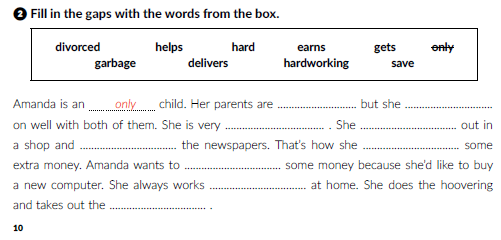 2 Fill in the gaps with the words from the box.
divorced helps hard earns gets only
garbage delivers hardworking save
Amanda is an ......only...... child. Her parents are .............................. but she ..............................
on well with both of them. She is very .............................. . She .............................. out in
a shop and .............................. the newspapers. That's how she .............................. some
extra money. Amanda wants to .............................. some money because she'd like to buy
a new computer. She always works .............................. at home. She does the hoovering
and takes out the .............................. .
10